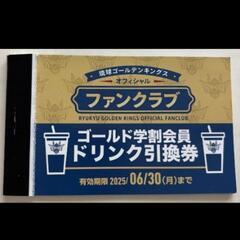 琉球ゴールデンキングス
オフィシャル
ファンクラブ
RYUKYU GOLDEN KINGS OFFICIAL FANCLUB
ゴールド学割会員
ドリンク引換券
有効期限 2025/06/30(月)まで